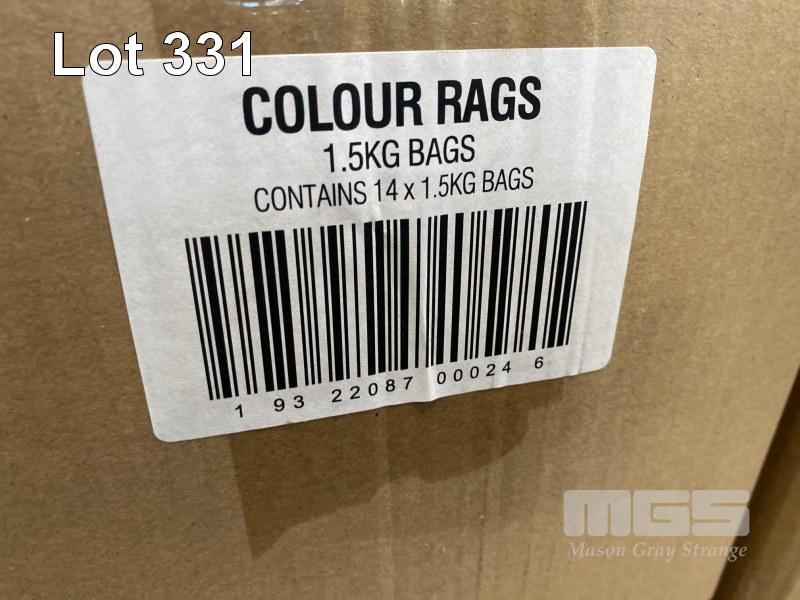 Lot 331
COLOUR RAGS
1.5KG BAGS
CONTAINS 14 x 1.5KG BAGS
1 93 22087 00024 6
MGS
Mason Gray Strange